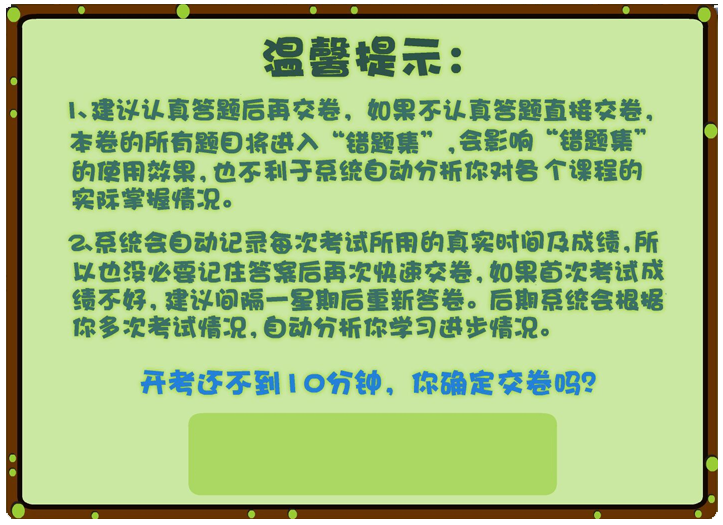 温馨提示：
1、建议认真答题后再交卷，如果不认真答题直接交卷，
本卷的所有题目将进入“错题集”,会影响“错题集”
的使用效果,也不利于系统自动分析你对各个课程的
实际掌握情况。
2、系统会自动记录每次考试所用的真实时间及成绩,所
以也没必要记住答案后再次快速交卷,如果首次考试成
绩不好,建议间隔一星期后重新答卷。后期系统会根据
你多次考试情况,自动分析你学习进步情况。
开考还不到10分钟，你确定交卷吗？